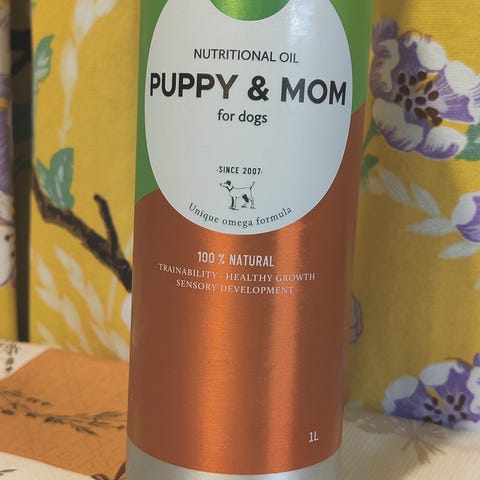 NUTRITIONAL OIL
PUPPY & MOM
for dogs
·SINCE 2007·
Unique omega formula
100 % NATURAL
TRAINABILITY - HEALTHY GROWTH
SENSORY DEVELOPMENT
1L